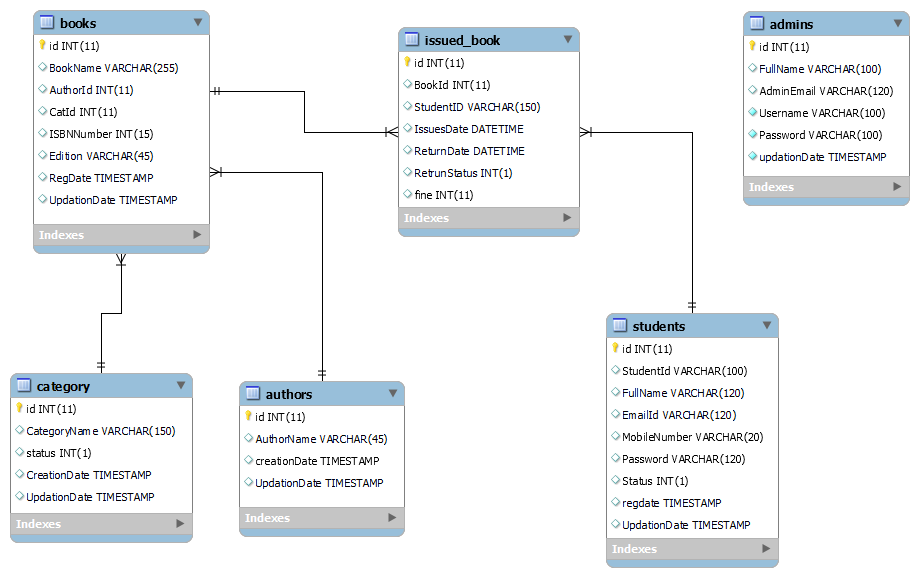 books
id INT(11)
BookName VARCHAR(255)
AuthorId INT(11)
CatId INT(11)
ISBNNumber INT(15)
Edition VARCHAR(45)
RegDate TIMESTAMP
UpdationDate TIMESTAMP
Indexes
issued_book
id INT(11)
BookId INT(11)
StudentID VARCHAR(150)
IssuesDate DATETIME
ReturnDate DATETIME
RetrunStatus INT(1)
fine INT(11)
Indexes
admins
id INT(11)
FullName VARCHAR(100)
AdminEmail VARCHAR(120)
Username VARCHAR(100)
Password VARCHAR(100)
updationDate TIMESTAMP
Indexes
category
id INT(11)
CategoryName VARCHAR(150)
status INT(1)
CreationDate TIMESTAMP
UpdationDate TIMESTAMP
Indexes
authors
id INT(11)
AuthorName VARCHAR(45)
creationDate TIMESTAMP
UpdationDate TIMESTAMP
Indexes
students
id INT(11)
StudentId VARCHAR(100)
FullName VARCHAR(120)
EmailId VARCHAR(120)
MobileNumber VARCHAR(20)
Password VARCHAR(120)
Status INT(1)
regdate TIMESTAMP
UpdationDate TIMESTAMP
Indexes